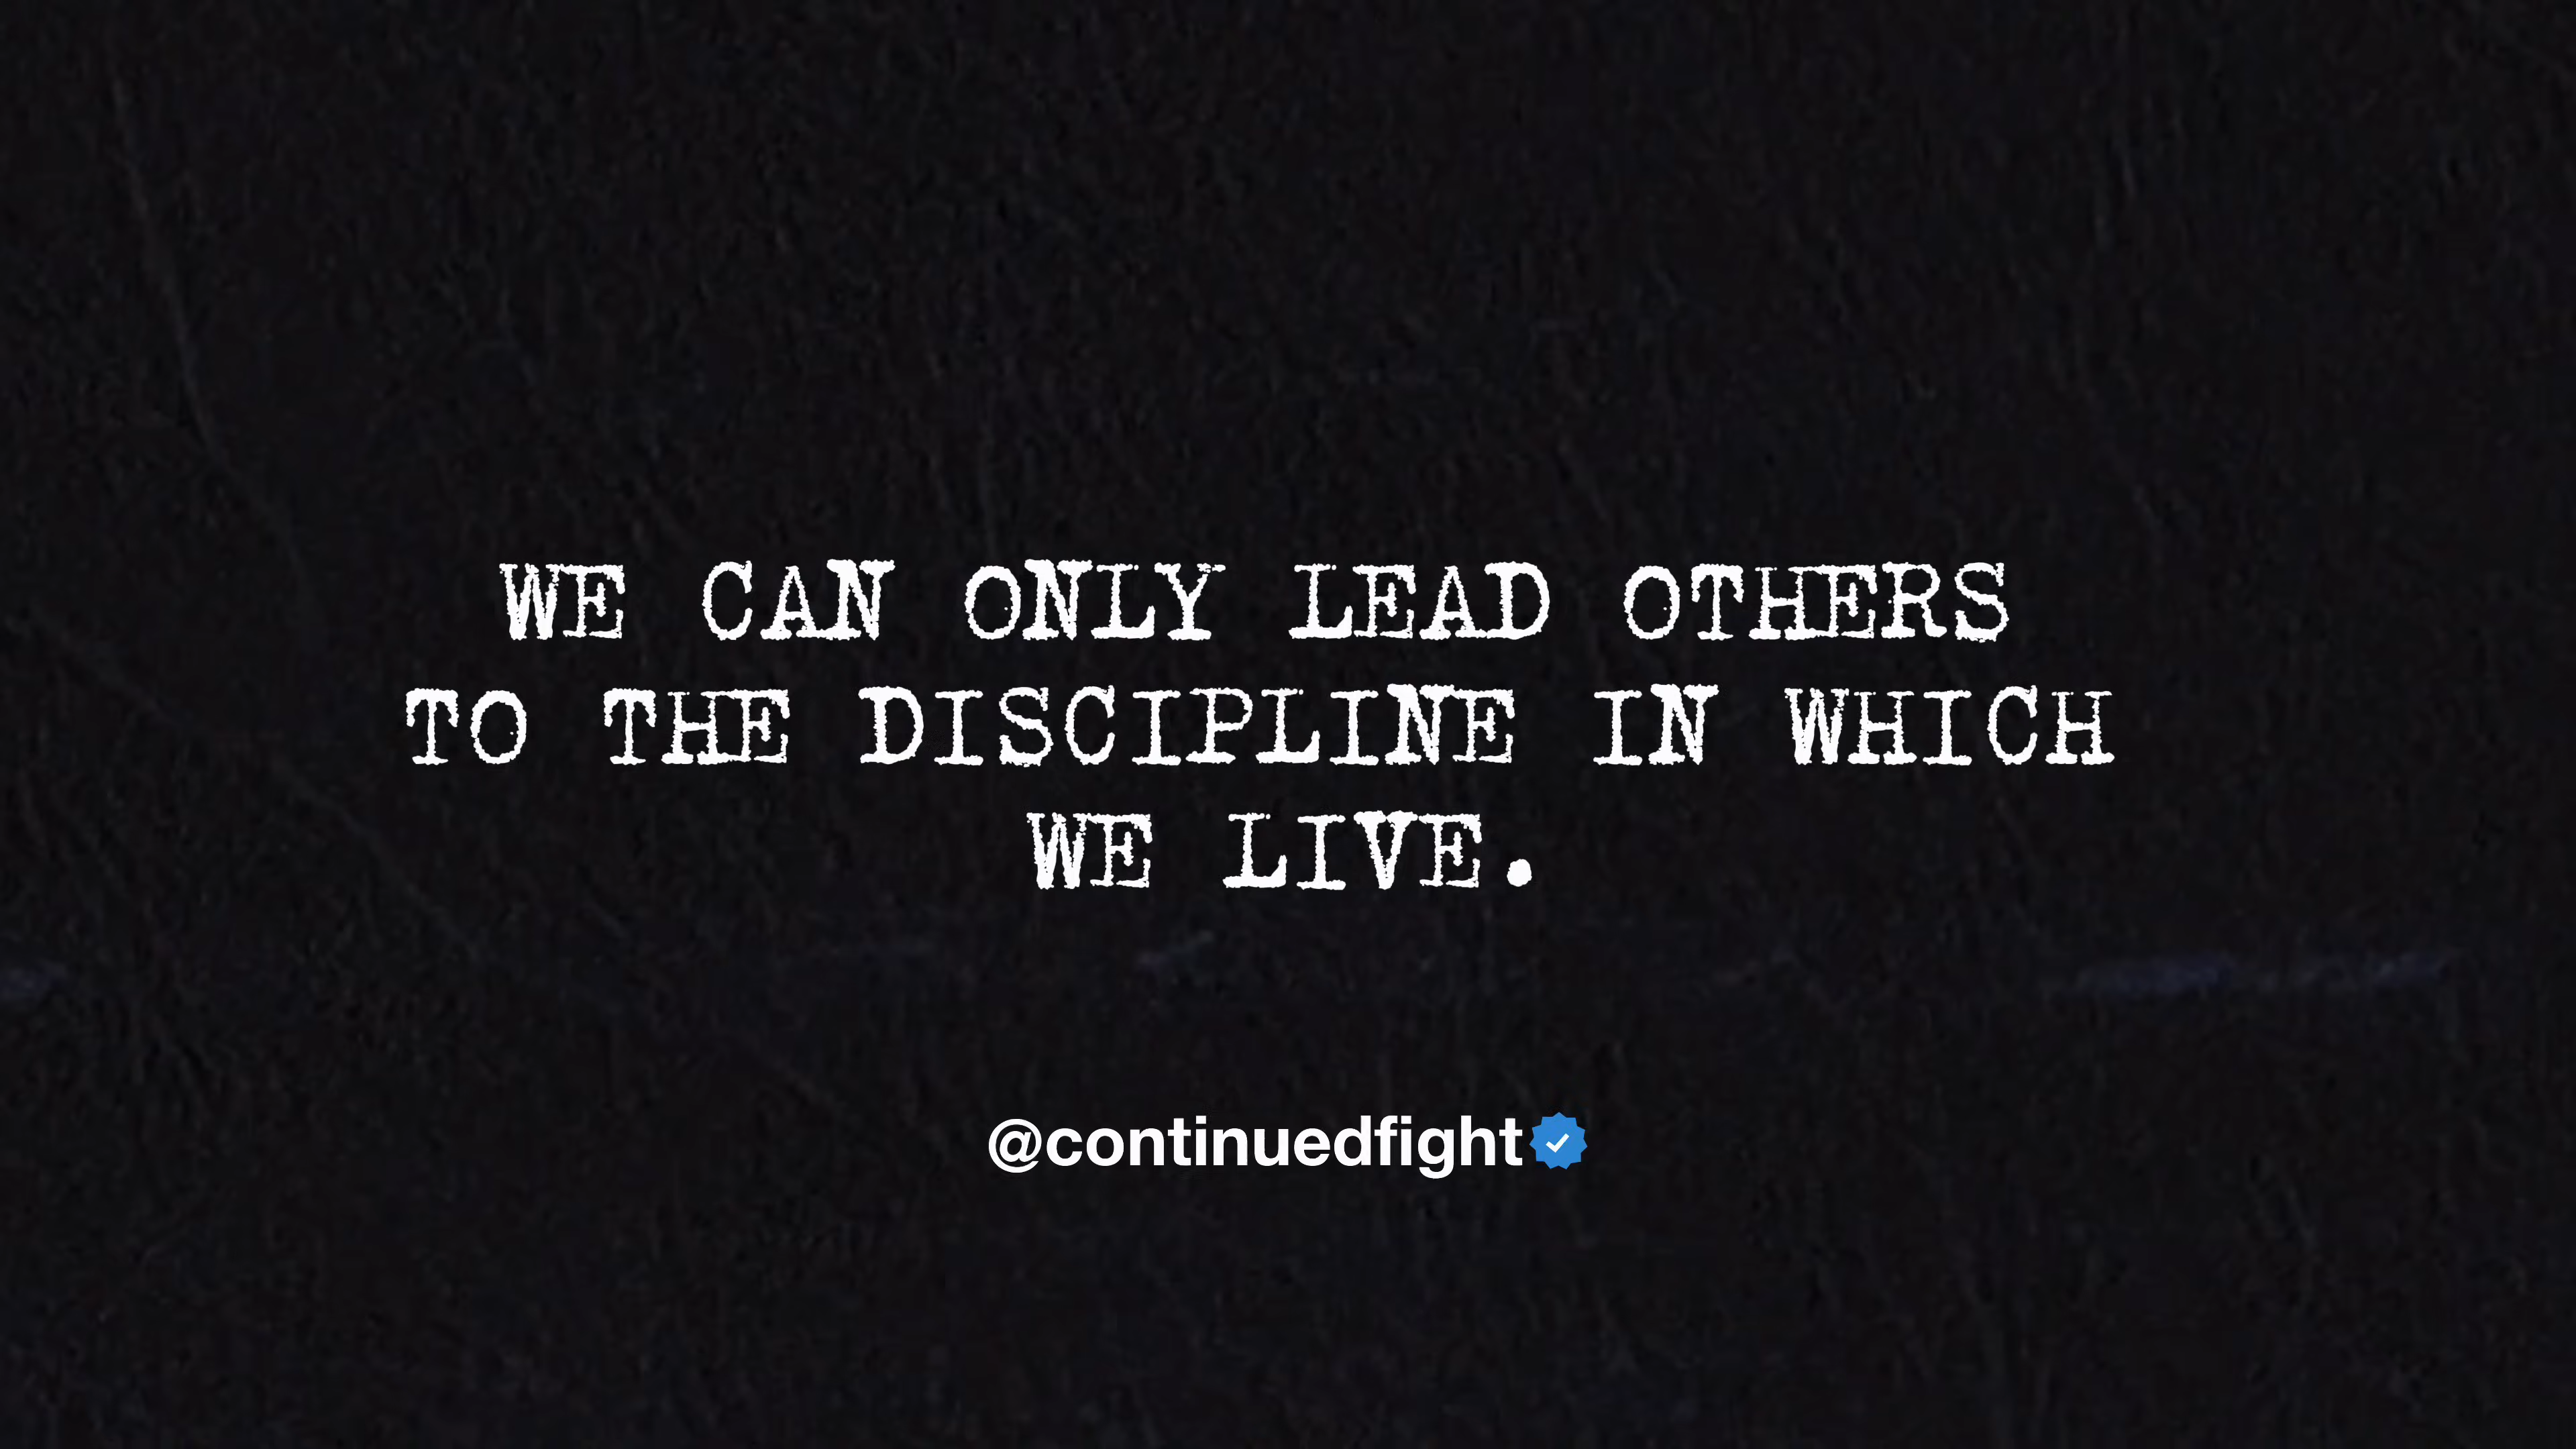 WE CAN ONLY LEAD OTHERS
TO THE DISCIPLINE IN WHICH
WE LIVE.
@continuedfight